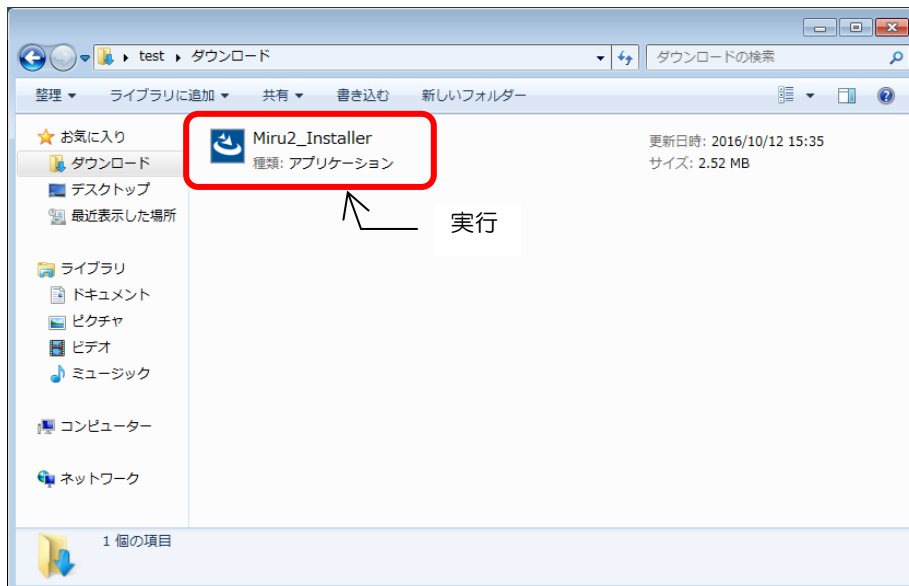 test ダウンロード ダウンロードの検索
整理 ライブラリに追加 共有 書き込む 新しいフォルダー
お気に入り
ダウンロード
デスクトップ
最近表示した場所
ライブラリ
ドキュメント
ピクチャ
ビデオ
ミュージック
コンピューター
ネットワーク
Miru2_Installer
種類: アプリケーション
更新日時: 2016/10/12 15:35
サイズ: 2.52 MB
実行
1 個の項目